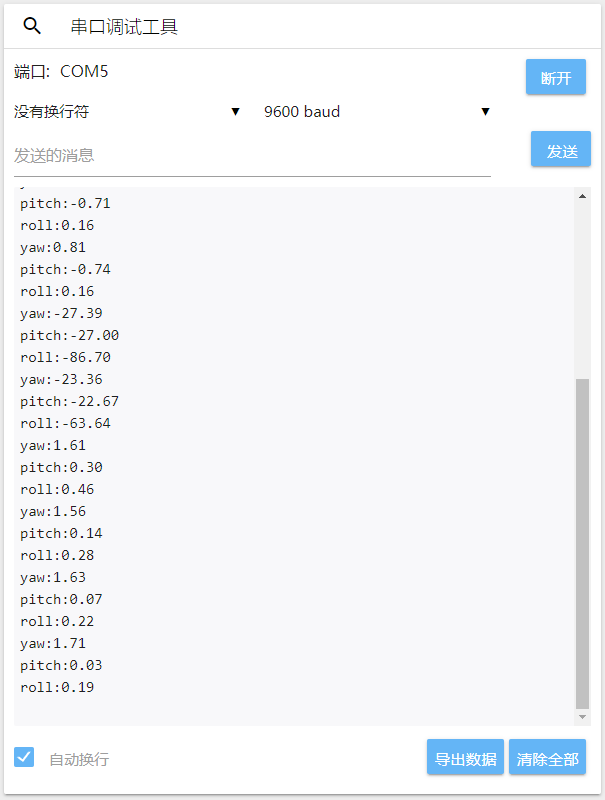 串口调试工具
端口: COM5
断开
没有换行符 ▼ 9600 baud ▼
发送的消息
发送
pitch:-0.71
roll:0.16
yaw:0.81
pitch:-0.74
roll:0.16
yaw:-27.39
pitch:-27.00
roll:-86.70
yaw:-23.36
pitch:-22.67
roll:-63.64
yaw:1.61
pitch:0.30
roll:0.46
yaw:1.56
pitch:0.14
roll:0.28
yaw:1.63
pitch:0.07
roll:0.22
yaw:1.71
pitch:0.03
roll:0.19
自动换行
导出数据
清除全部